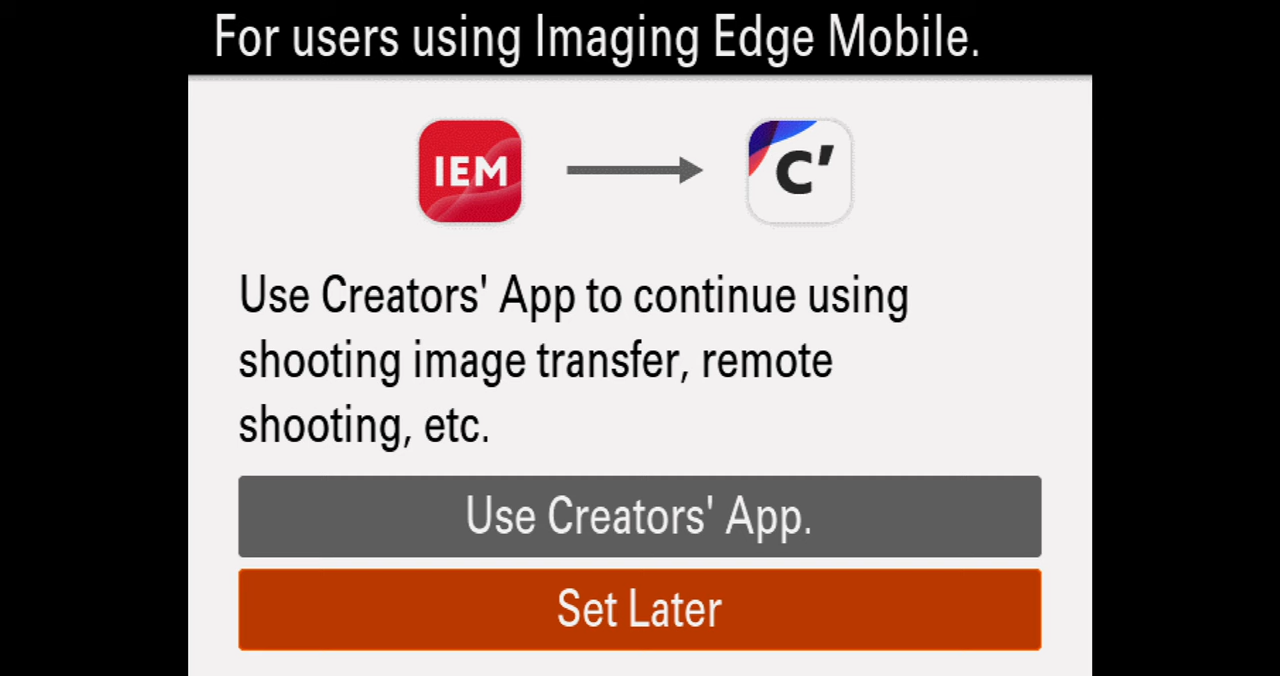 For users using Imaging Edge Mobile.
IEM
C'
Use Creators' App to continue using
shooting image transfer, remote
shooting, etc.
Use Creators' App.
Set Later